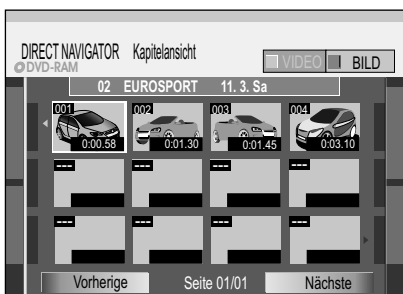 DIRECT NAVIGATOR Kapitelansicht
DVD-RAM
VIDEO BILD
02 EUROSPORT 11. 3. Sa
001 002 003 004
0:00.58 0:01.30 0:01.45 0:03.10
--- --- --- ---
--- --- --- ---
Vorherige Seite 01/01 Nächste